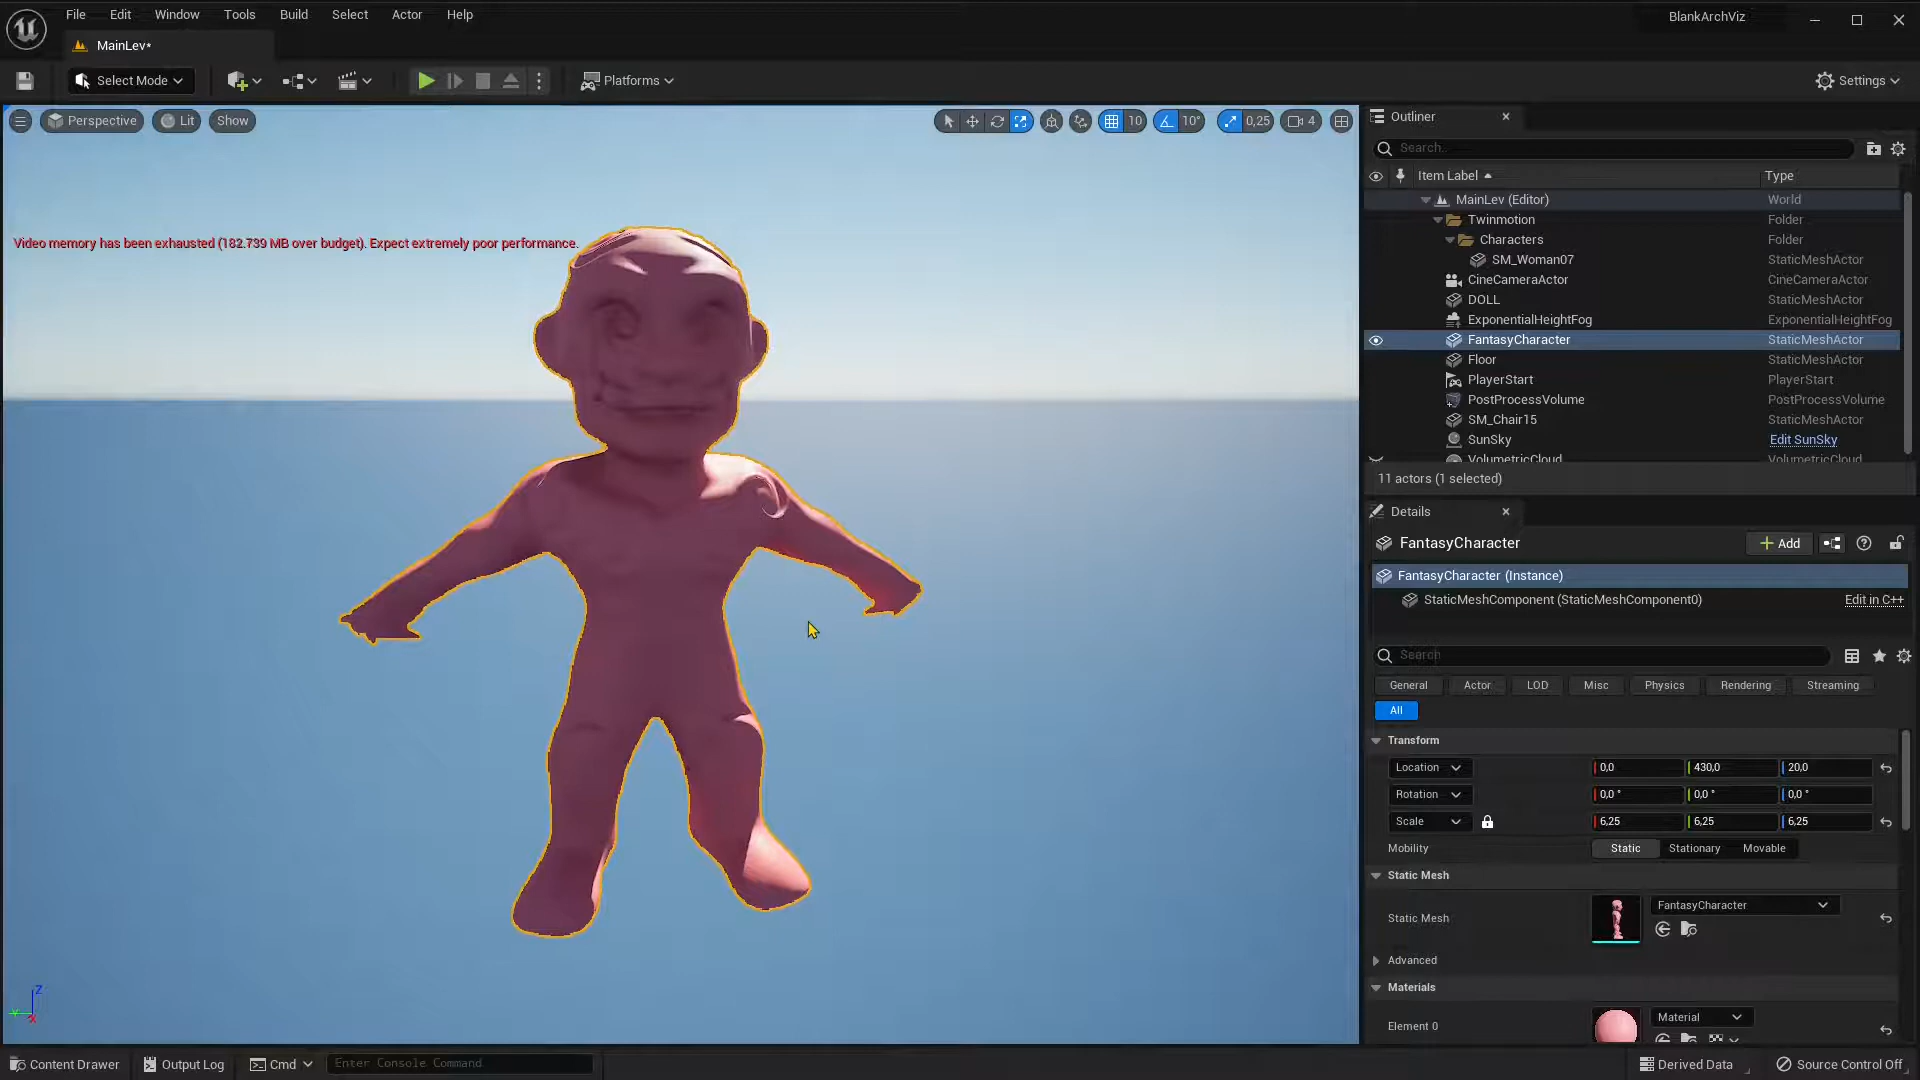 File Edit Window Tools Build Select Actor Help
BlankArchViz
MainLev*
Select Mode
Platforms
Settings
Perspective Lit Show
10 10° 0,25 4
Video memory has been exhausted (182.739 MB over budget). Expect extremely poor performance.
Outliner
Search...
Item Label Type
MainLev (Editor) World
Twinmotion Folder
Characters Folder
SM_Woman07 StaticMeshActor
CineCameraActor CineCameraActor
DOLL StaticMeshActor
ExponentialHeightFog ExponentialHeightFog
FantasyCharacter StaticMeshActor
Floor StaticMeshActor
PlayerStart PlayerStart
PostProcessVolume PostProcessVolume
SM_Chair15 StaticMeshActor
SunSky Edit SunSky
VolumetricCloud VolumetricCloud
11 actors (1 selected)
Details
FantasyCharacter
Add
FantasyCharacter (Instance)
StaticMeshComponent (StaticMeshComponent0) Edit in C++
Search
General Actor LOD Misc Physics Rendering Streaming
All
Transform
Location 0,0 430,0 20,0
Rotation 0,0 ° 0,0 ° 0,0 °
Scale 6,25 6,25 6,25
Mobility Static Stationary Movable
Static Mesh
Static Mesh FantasyCharacter
Advanced
Materials
Element 0 Material
Z
Y
X
Content Drawer Output Log Cmd Enter Console Command
Derived Data Source Control Off